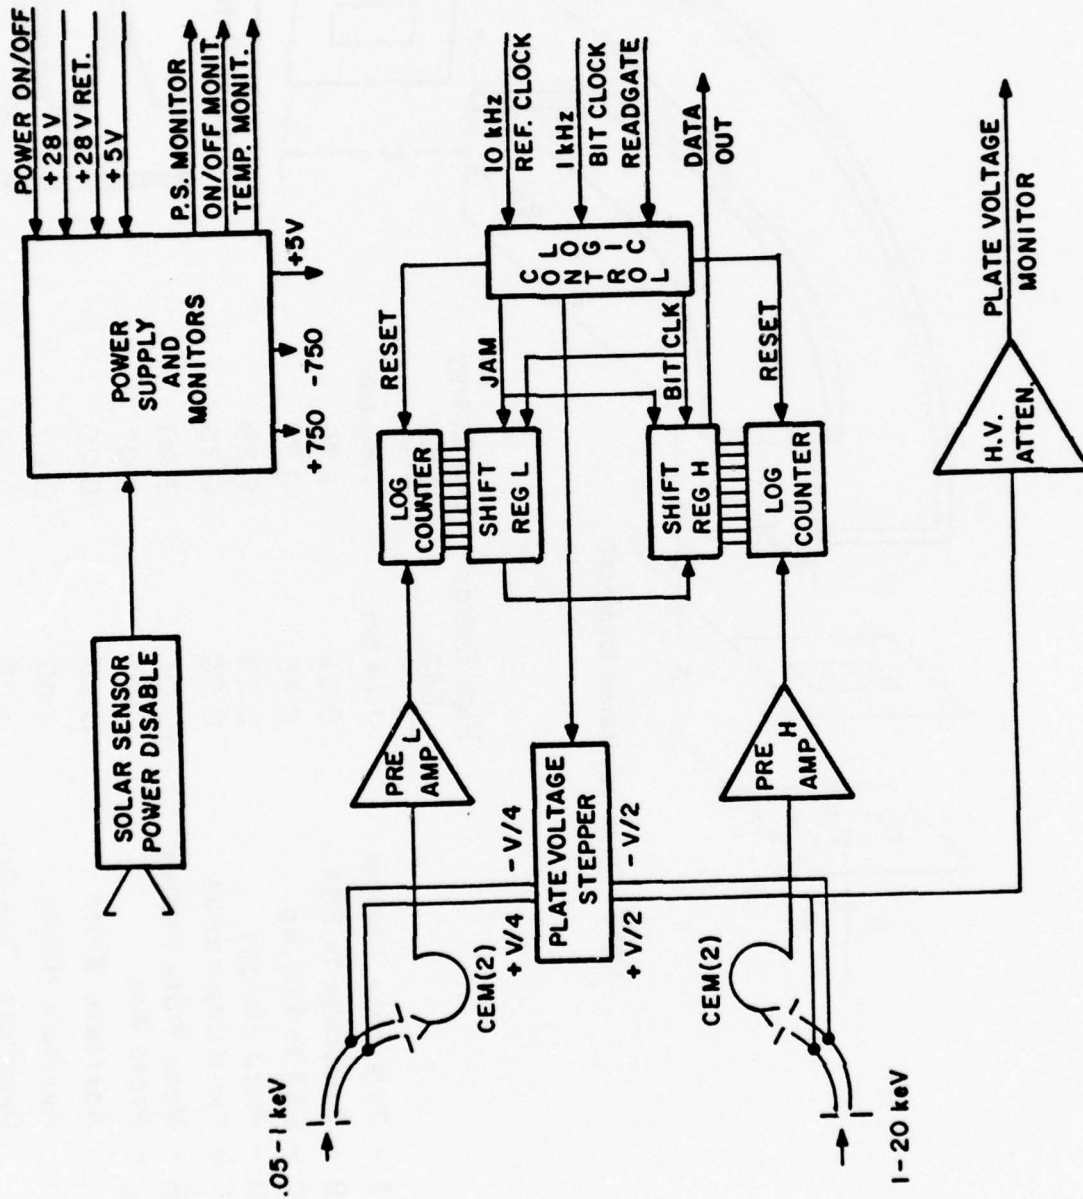 POWER ON/OFF
+28 V
+28V RET.
+5V
P.S. MONITOR
ON/OFF MONIT
TEMP. MONIT.
POWER
SUPPLY
AND
MONITORS
+750
-750
+5V
SOLAR SENSOR
POWER DISABLE
.05-1 keV
CEM(2)
PRE
AMP L
LOG
COUNTER
RESET
SHIFT
REG L
JAM
LOGIC
CONTROL
10 kHz
REF. CLOCK
1 kHz
BIT CLOCK
READGATE
+V/4
-V/4
PLATE VOLTAGE
STEPPER
+V/2
-V/2
BIT CLK
SHIFT
REG H
DATA
OUT
1-20 keV
CEM(2)
PRE
AMP H
LOG
COUNTER
RESET
H.V.
ATTEN.
PLATE VOLTAGE
MONITOR